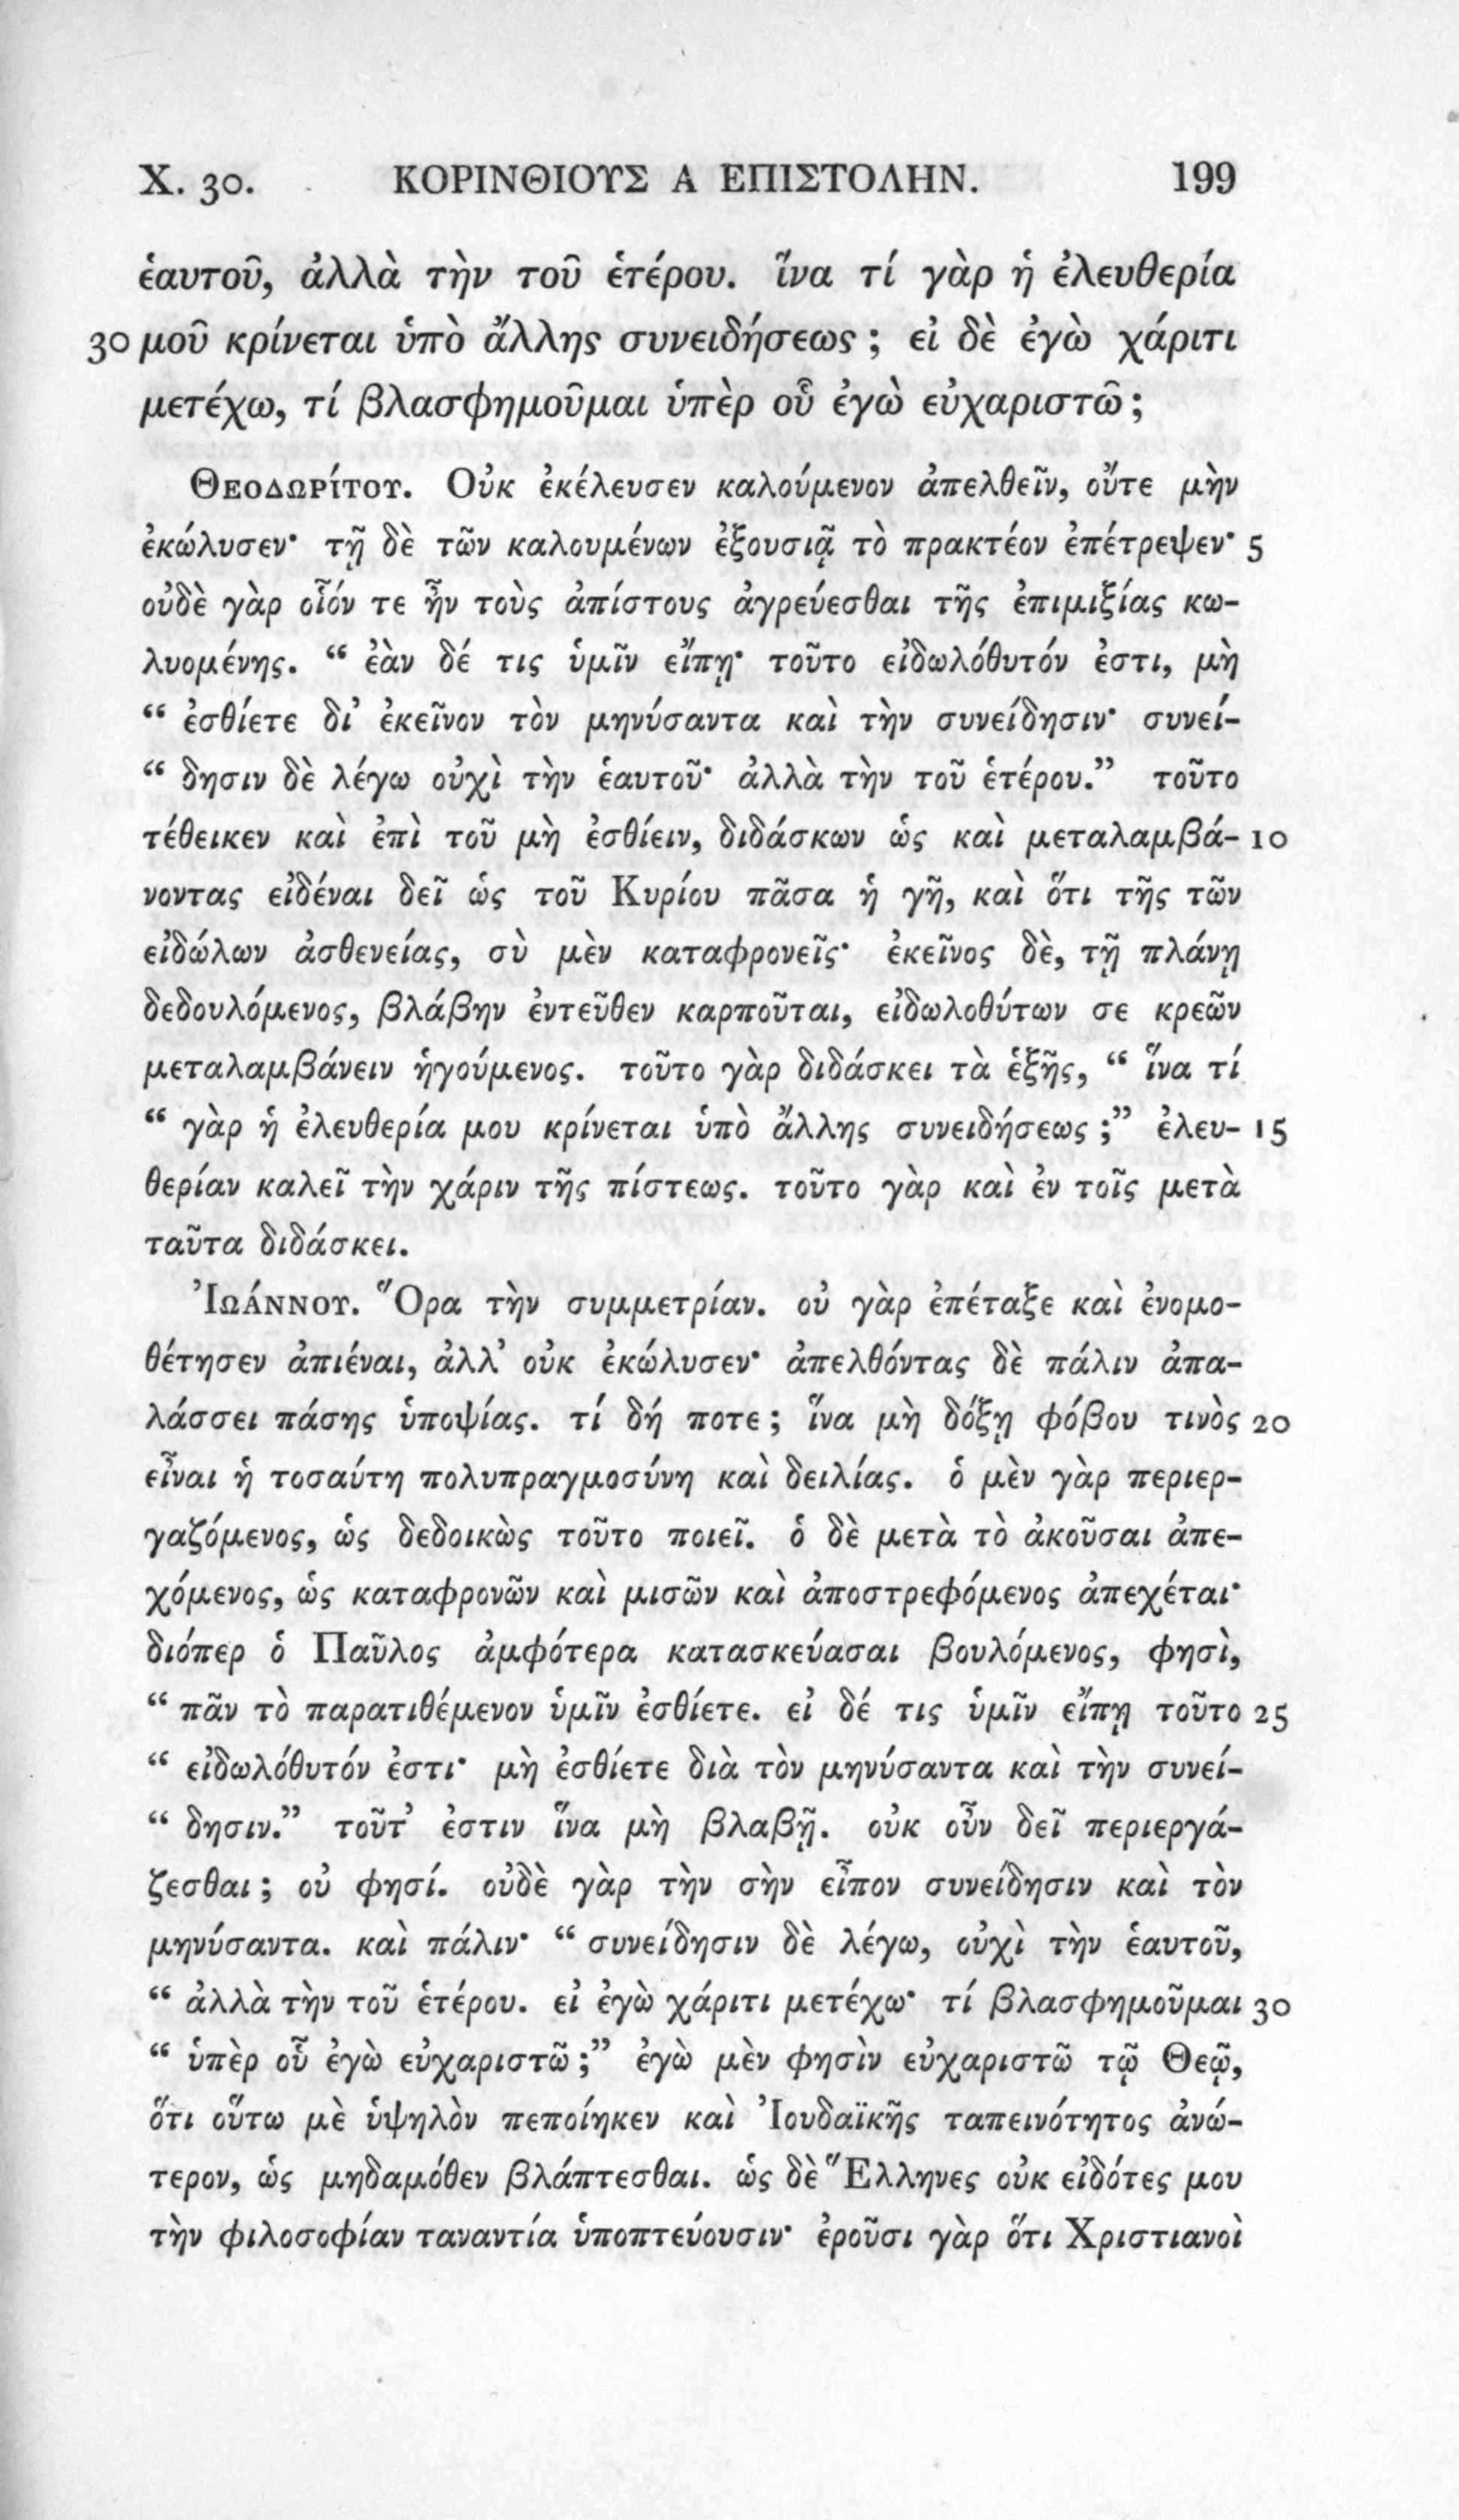 X. 30. ΚΟΡΙΝΘΙΟΥΣ Α ΕΠΙΣΤΟΛΗΝ. 199
ἑαυτοῦ, ἀλλὰ τὴν τοῦ ἑτέρου. ἵνα τί γὰρ ἡ ἐλευθερία
30 μοῦ κρίνεται ὑπὸ ἄλλης συνειδήσεως ; εἰ δὲ ἐγὼ χάριτι
μετέχω, τί βλασφημοῦμαι ὑπὲρ οὗ ἐγὼ εὐχαριστῶ ;
ΘΕΟΔΩΡΊΤΟΥ. Οὐκ ἐκέλευσεν καλούμενον ἀπελθεῖν, οὔτε μὴν
ἐκώλυσεν· τῇ δὲ τῶν καλουμένων ἐξουσιᾷ τὸ πρακτέον ἐπέτρεψεν· 5
οὐδὲ γὰρ οἷόν τε ἦν τοὺς ἀπίστους ἀγρεύεσθαι τῆς ἐπιμιξίας κω-
λυομένης. “ ἐὰν δέ τις ὑμῖν εἴπῃ· τοῦτο εἰδωλόθυτόν ἐστι, μὴ
“ ἐσθίετε δι’ ἐκεῖνον τὸν μηνύσαντα καὶ τὴν συνείδησιν· συνεί-
“ δησιν δὲ λέγω οὐχὶ τὴν ἑαυτοῦ· ἀλλὰ τὴν τοῦ ἑτέρου.” τοῦτο
τέθεικεν καὶ ἐπὶ τοῦ μὴ ἐσθίειν, διδάσκων ὡς καὶ μεταλαμβά- 10
νοντας εἰδέναι δεῖ ὡς τοῦ Κυρίου πᾶσα ἡ γῆ, καὶ ὅτι τῆς τῶν
εἰδώλων ἀσθενείας, σὺ μὲν καταφρονεῖς· ἐκεῖνος δὲ, τῇ πλάνῃ
δεδουλόμενος, βλάβην ἐντεῦθεν καρποῦται, εἰδωλοθύτων σε κρεῶν
μεταλαμβάνειν ἡγούμενος. τοῦτο γὰρ διδάσκει τὰ ἑξῆς, “ ἵνα τί
“ γὰρ ἡ ἐλευθερία μου κρίνεται ὑπὸ ἄλλης συνειδήσεως ;” ἐλευ- 15
θερίαν καλεῖ τὴν χάριν τῆς πίστεως. τοῦτο γὰρ καὶ ἐν τοῖς μετὰ
ταῦτα διδάσκει.
ἸΩΆΝΝΟΥ. Ὅρα τὴν συμμετρίαν. οὐ γὰρ ἐπέταξε καὶ ἐνομο-
θέτησεν ἀπιέναι, ἀλλ’ οὐκ ἐκώλυσεν· ἀπελθόντας δὲ πάλιν ἀπα-
λάσσει πάσης ὑποψίας. τί δή ποτε ; ἵνα μὴ δόξῃ φόβου τινὸς 20
εἶναι ἡ τοσαύτη πολυπραγμοσύνη καὶ δειλίας. ὁ μὲν γὰρ περιερ-
γαζόμενος, ὡς δεδοικὼς τοῦτο ποιεῖ. ὁ δὲ μετὰ τὸ ἀκοῦσαι ἀπε-
χόμενος, ὡς καταφρονῶν καὶ μισῶν καὶ ἀποστρεφόμενος ἀπεχέται·
διόπερ ὁ Παῦλος ἀμφότερα κατασκεύασαι βουλόμενος, φησὶ,
“ πᾶν τὸ παρατιθέμενον ὑμῖν ἐσθίετε. εἰ δέ τις ὑμῖν εἴπῃ τοῦτο 25
“ εἰδωλόθυτόν ἐστι· μὴ ἐσθίετε διὰ τὸν μηνύσαντα καὶ τὴν συνεί-
“ δησιν.” τοῦτ’ ἐστιν ἵνα μὴ βλαβῇ. οὐκ οὖν δεῖ περιεργά-
ζεσθαι ; οὐ φησί. οὐδὲ γὰρ τὴν σὴν εἶπον συνείδησιν καὶ τὸν
μηνύσαντα. καὶ πάλιν· “ συνείδησιν δὲ λέγω, οὐχὶ τὴν ἑαυτοῦ,
“ ἀλλὰ τὴν τοῦ ἑτέρου. εἰ ἐγὼ χάριτι μετέχω· τί βλασφημοῦμαι 30
“ ὑπὲρ οὗ ἐγὼ εὐχαριστῶ ;” ἐγὼ μὲν φησὶν εὐχαριστῶ τῷ Θεῷ,
ὅτι οὕτω μὲ ὑψηλὸν πεποίηκεν καὶ Ἰουδαϊκῆς ταπεινότητος ἀνώ-
τερον, ὡς μηδαμόθεν βλάπτεσθαι. ὡς δὲ Ἕλληνες οὐκ εἰδότες μου
τὴν φιλοσοφίαν ταναντία ὑποπτεύουσιν· ἐροῦσι γὰρ ὅτι Χριστιανοὶ